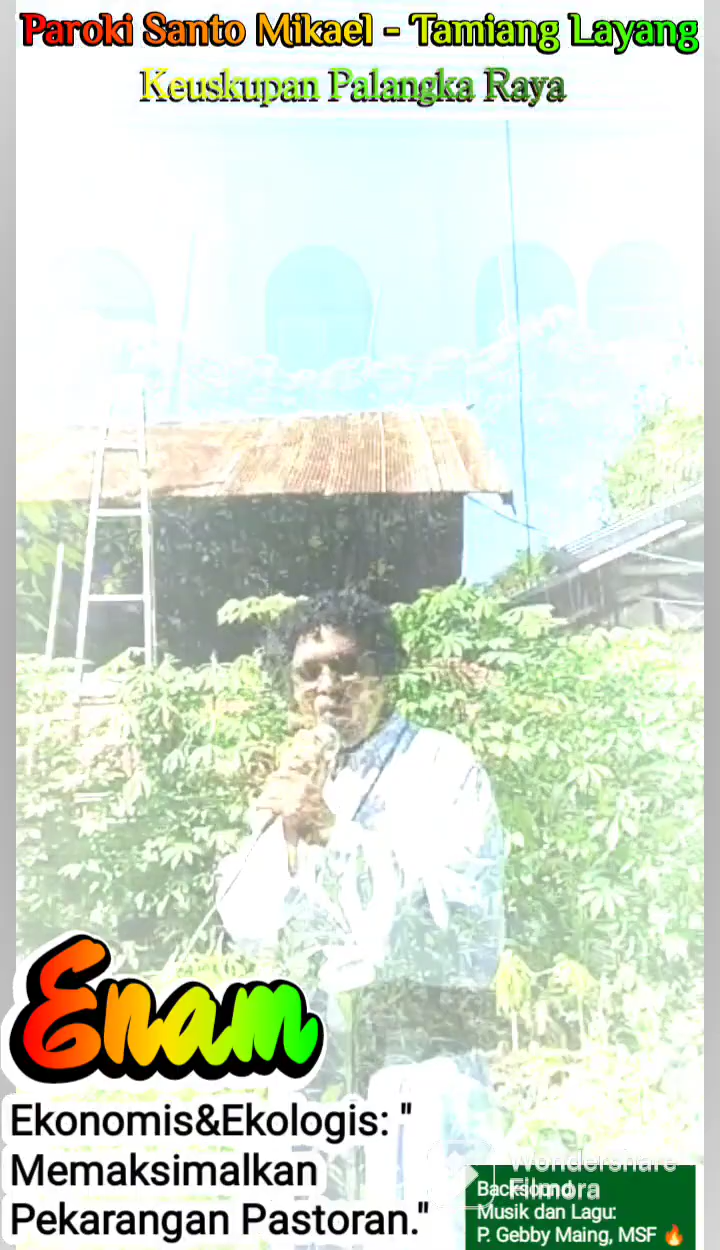 Paroki Santo Mikael - Tamiang Layang
Keuskupan Palangka Raya
Enam
Ekonomis&Ekologis: "
Memaksimalkan
Pekarangan Pastoran."
Wondershare
Filmora
Backsound
Musik dan Lagu:
P. Gebby Maing, MSF 🔥